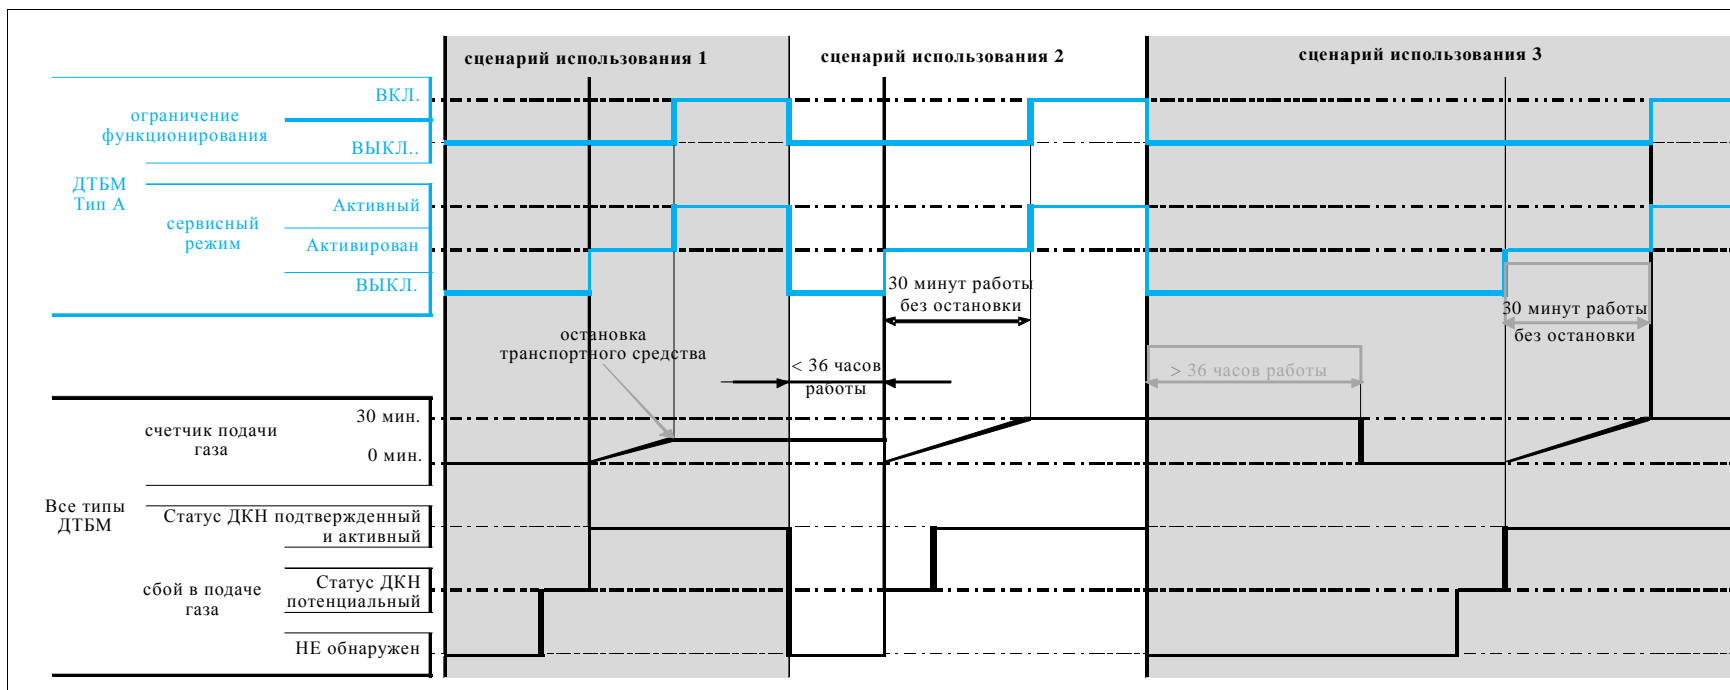 сценарий использования 1
сценарий использования 2
сценарий использования 3
ВКЛ.
ограничение
функционирования
ВЫКЛ..
ДТБМ
Тип А
Активный
сервисный
режим
Активирован
ВЫКЛ.
30 минут работы
без остановки
30 минут работы
без остановки
остановка
транспортного средства
< 36 часов
работы
> 36 часов работы
30 мин.
счетчик подачи
газа
0 мин.
Все типы
ДТБМ
Статус ДКН подтвержденный
и активный
сбой в подаче
газа
Статус ДКН
потенциальный
НЕ обнаружен